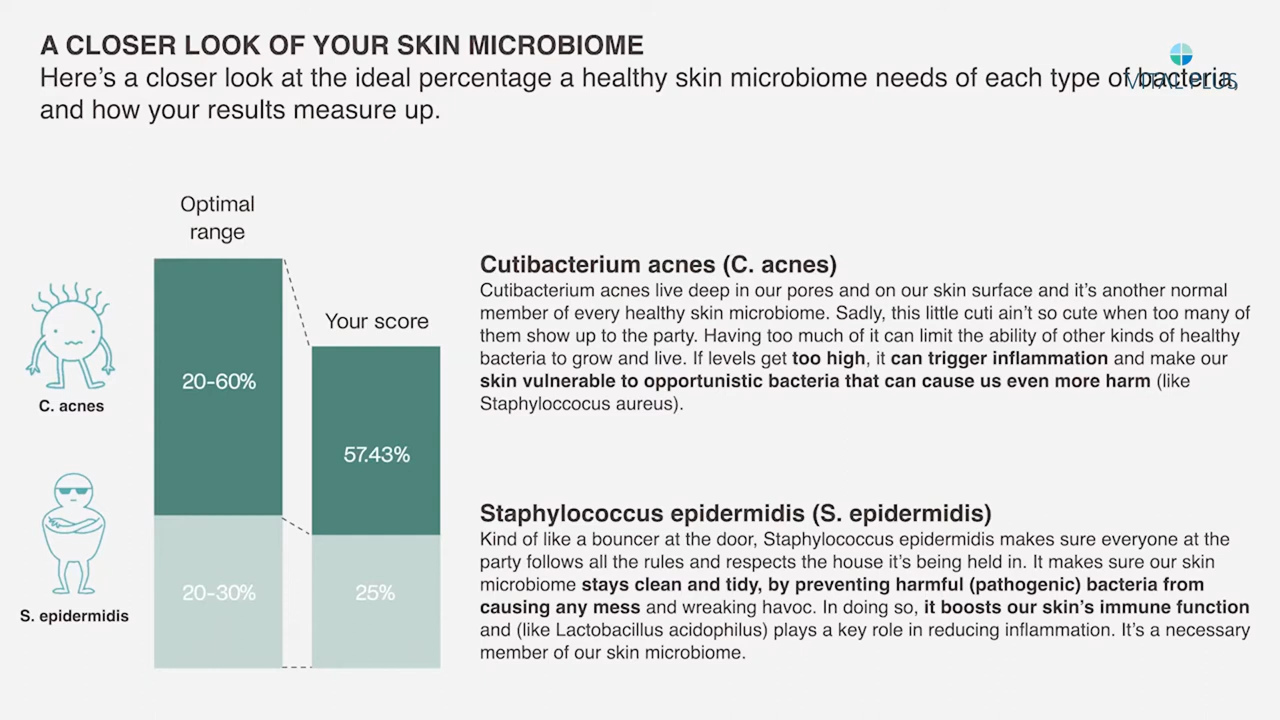 A CLOSER LOOK OF YOUR SKIN MICROBIOME
Here's a closer look at the ideal percentage a healthy skin microbiome needs of each type of bacteria,
and how your results measure up.
VITAL PLUS
Optimal
range
Your score
20-60%
57.43%
20-30%
25%
C. acnes
S. epidermidis
Cutibacterium acnes (C. acnes)
Cutibacterium acnes live deep in our pores and on our skin surface and it's another normal
member of every healthy skin microbiome. Sadly, this little cuti ain't so cute when too many of
them show up to the party. Having too much of it can limit the ability of other kinds of healthy
bacteria to grow and live. If levels get too high, it can trigger inflammation and make our
skin vulnerable to opportunistic bacteria that can cause us even more harm (like
Staphyloccocus aureus).
Staphylococcus epidermidis (S. epidermidis)
Kind of like a bouncer at the door, Staphylococcus epidermidis makes sure everyone at the
party follows all the rules and respects the house it's being held in. It makes sure our skin
microbiome stays clean and tidy, by preventing harmful (pathogenic) bacteria from
causing any mess and wreaking havoc. In doing so, it boosts our skin's immune function
and (like Lactobacillus acidophilus) plays a key role in reducing inflammation. It's a necessary
member of our skin microbiome.